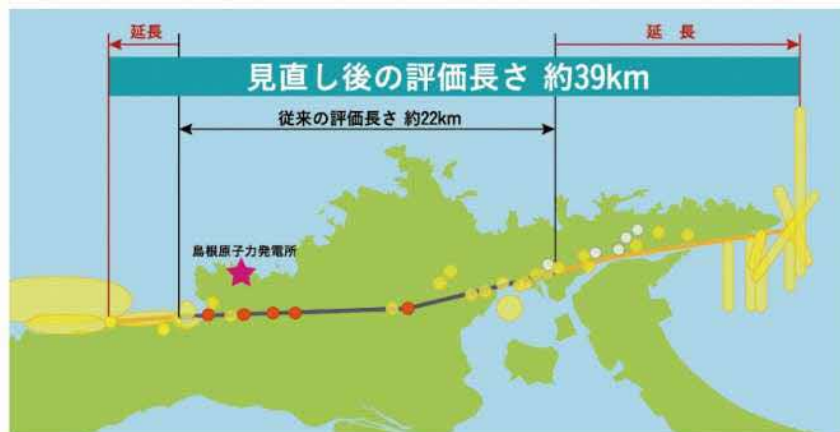 延長
延 長
見直し後の評価長さ 約39km
従来の評価長さ 約22km
島根原子力発電所